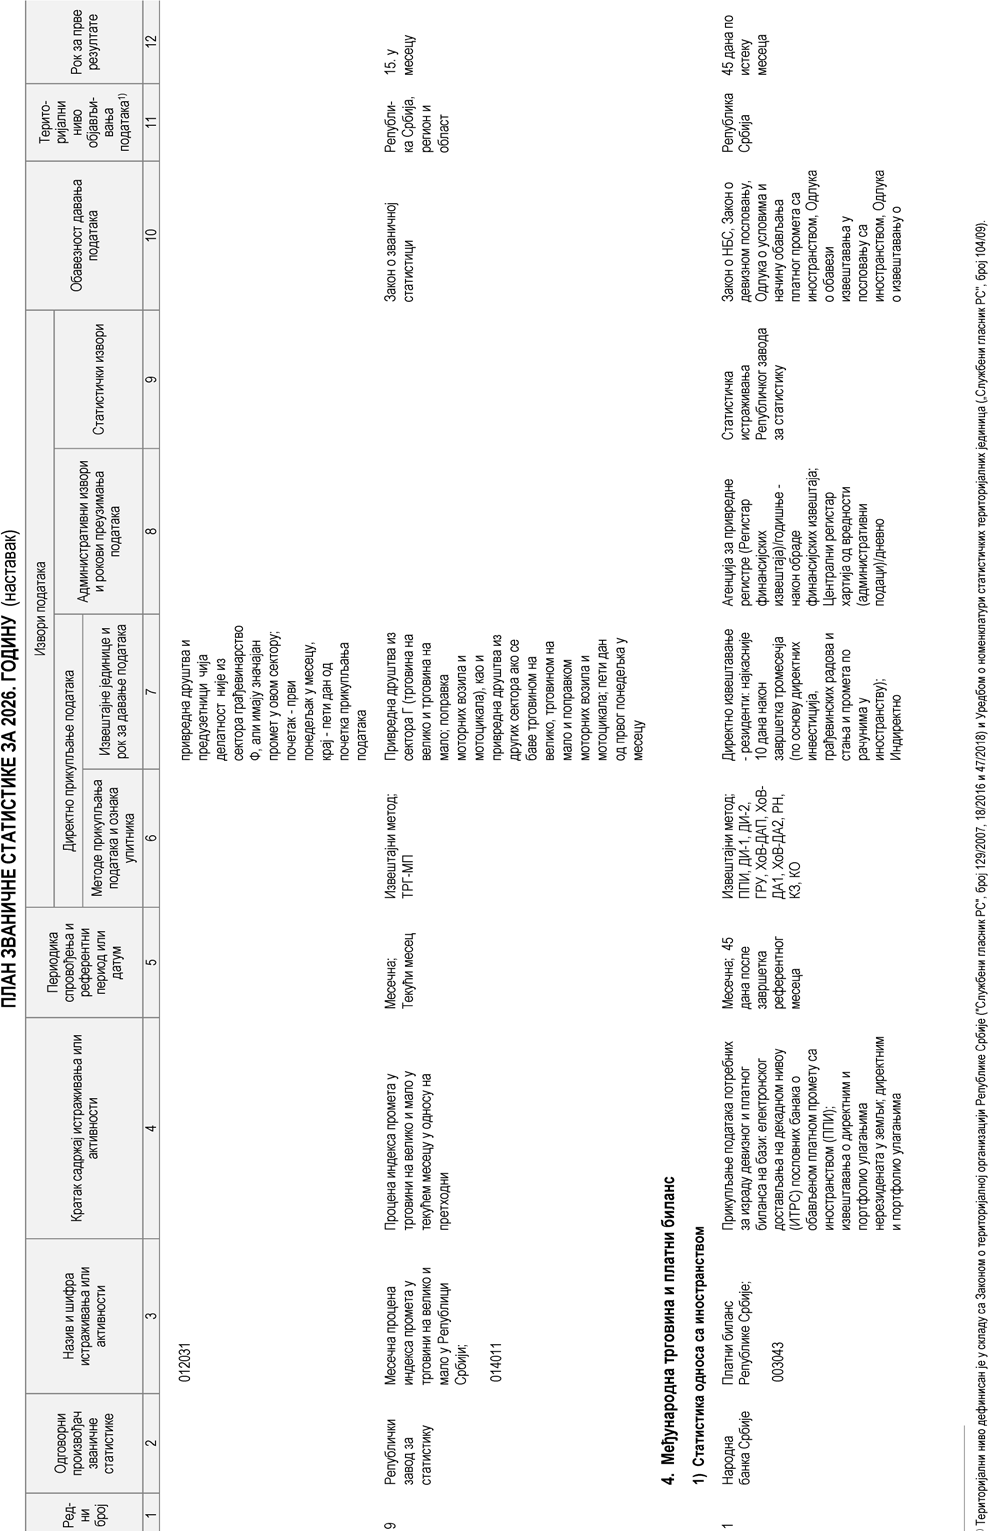 ПЛАН ЗВАНИЧНЕ СТАТИСТИКЕ ЗА 2026. ГОДИНУ (наставак)
Ред-
ни
број
Одговорни
произвођач
званичне
статистике
Назив и шифра
истраживања или
активности
Кратак садржај истраживања или
активности
Периодика
спровођења и
референтни
период или
датум
Извори података
Директно прикупљање података
Методе прикупљања
података и ознака
упитника
Извештајне јединице и
рок за давање података
Административни извори
и рокови преузимања
података
Статистички извори
Обавезност давања
података
Терито-
ријални
ниво
објављи-
вања
података1)
Рок за прве
резултате
1 2 3 4 5 6 7 8 9 10 11 12
012031
привредна друштва и
предузетници чија
делатност није из
сектора грађевинарство
Ф, али имају значајан
промет у овом сектору;
почетак - први
понедељак у месецу,
крај - пети дан од
почетка прикупљања
података
9
Републички
завод за
статистику
Месечна процена
индекса промета у
трговини на велико и
мало у Републици
Србији;
014011
Процена индекса промета у
трговини на велико и мало у
текућем месецу у односу на
претходни
Месечна;
Текући месец
Извештајни метод;
ТРГ-МП
Привредна друштва из
сектора Г (трговина на
велико и трговина на
мало; поправка
моторних возила и
мотоцикала), као и
привредна друштва из
других сектора ако се
баве трговином на
велико, трговином на
мало и поправком
моторних возила и
мотоцикала; пети дан
од првог понедељка у
месецу
Закон о званичној
статистици
Републи-
ка Србија,
регион и
област
15. у
месецу
4. Међународна трговина и платни биланс
1) Статистика односа са иностранством
1
Народна
банка Србије
Платни биланс
Републике Србије;
003043
Прикупљање података потребних
за израду девизног и платног
биланса на бази: електронског
достављања на декадном нивоу
(ИТРС) пословних банака о
обављеном платном промету са
иностранством (ППИ);
извештавања о директним и
портфолио улагањима
нерезидената у земљи; директним
и портфолио улагањима
Месечна; 45
дана после
завршетка
референтног
месеца
Извештајни метод;
ППИ, ДИ-1, ДИ-2,
ГРУ, ХоВ-ДАП, ХоВ-
ДА1, ХоВ-ДА2, РН,
КЗ, КО
Директно извештавање
- резиденти: најкасније
10 дана након
завршетка тромесечја
(по основу директних
инвестиција,
грађевинских радова и
стања и промета по
рачунима у
иностранству);
Индиректно
Агенција за привредне
регистре (Регистар
финансијских
извештаја)/годишње -
након обраде
финансијских извештаја;
Централни регистар
хартија од вредности
(административни
подаци)/дневно
Статистичка
истраживања
Републичког завода
за статистику
Закон о НБС, Закон о
девизном пословању,
Одлука о условима и
начину обављања
платног промета са
иностранством, Одлука
о обавези
извештавања у
пословању са
иностранством, Одлука
о извештавању о
Република
Србија
45 дана по
истеку
месеца
) Територијални ниво дефинисан је у складу са Законом о територијалној организацији Републике Србије ("Службени гласник РС", број 129/2007, 18/2016 и 47/2018) и Уредбом о номенклатури статистичких територијалних јединица („Службени гласник РС", број 104/09).